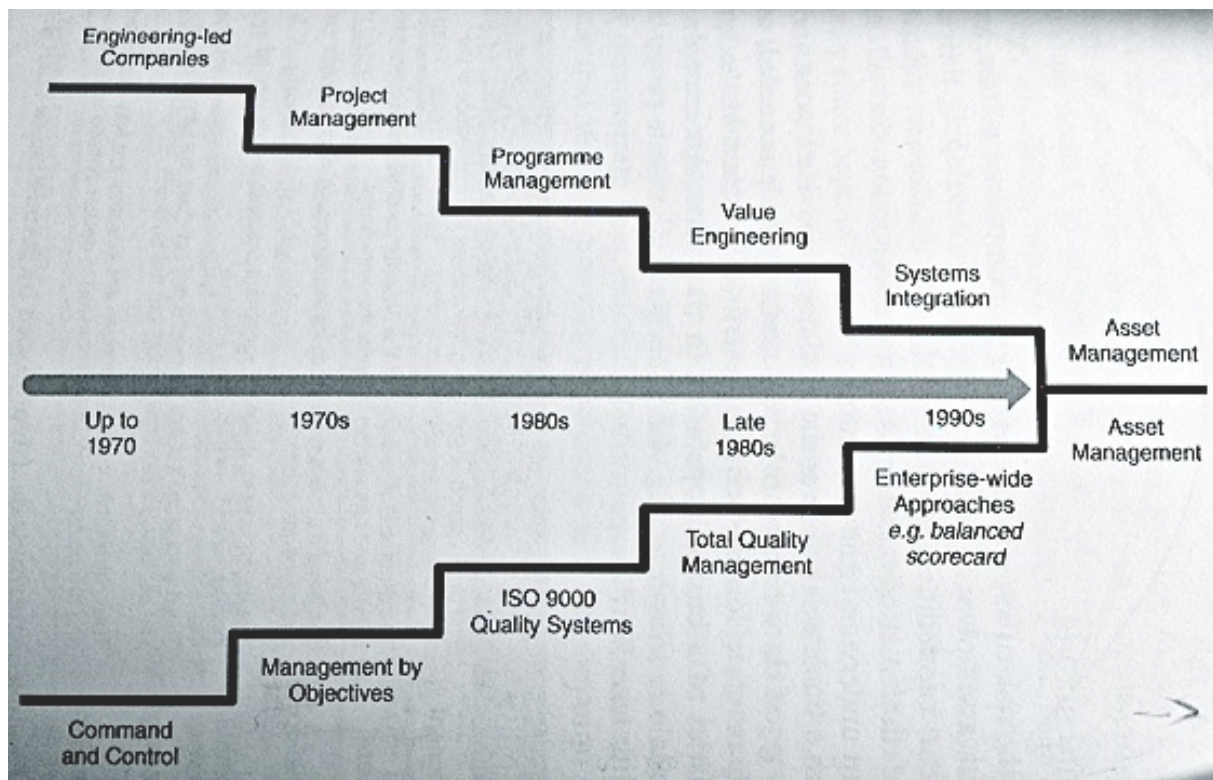 Engineering-led
Companies
Project
Management
Programme
Management
Value
Engineering
Systems
Integration
Asset
Management
Up to
1970
1970s
1980s
Late
1980s
1990s
Asset
Management
Enterprise-wide
Approaches
e.g. balanced
scorecard
Total Quality
Management
ISO 9000
Quality Systems
Management by
Objectives
Command
and Control